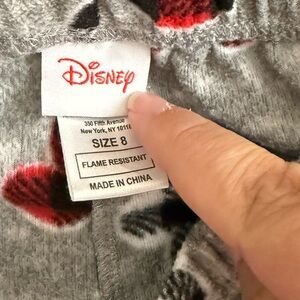 Disney
350 Fifth Avenue
New York, NY 10118
SIZE 8
FLAME RESISTANT
MADE IN CHINA